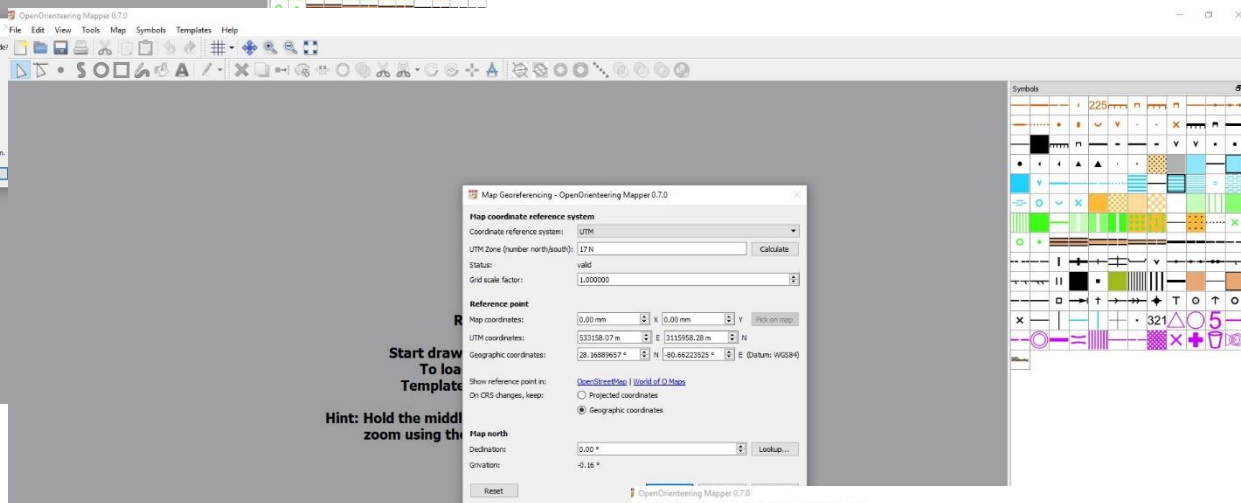 OpenOrienteering Mapper 0.7.0
File Edit View Tools Map Symbols Templates Help
Symbols
225
321
5
Map Georeferencing - OpenOrienteering Mapper 0.7.0
Map coordinate reference system
Coordinate reference system: UTM
UTM Zone (number north/south): 17 N Calculate
Status: valid
Grid scale factor: 1.000000
Reference point
Map coordinates: 0.00 mm X 0.00 mm Y Pick on map
UTM coordinates: 533158.07 m E 3115958.28 m N
Geographic coordinates: 28.16889657 ° N -80.66223525 ° E (Datum: WGS84)
Show reference point in: OpenStreetMap | World of O Maps
On CRS changes, keep: Projected coordinates
Geographic coordinates
Map north
Declination: 0.00 ° Lookup...
Grivation: -0.16 °
Reset
R
Start draw
To loa
Template
Hint: Hold the middl
zoom using the
OpenOrienteering Mapper 0.7.0